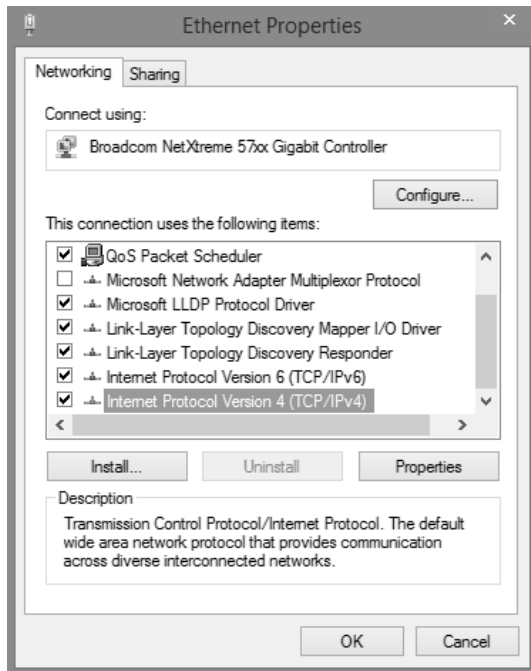 Ethernet Properties
Networking
Sharing
Connect using:
Broadcom NetXtreme 57xx Gigabit Controller
Configure...
This connection uses the following items:
QoS Packet Scheduler
Microsoft Network Adapter Multiplexor Protocol
Microsoft LLDP Protocol Driver
Link-Layer Topology Discovery Mapper I/O Driver
Link-Layer Topology Discovery Responder
Internet Protocol Version 6 (TCP/IPv6)
Internet Protocol Version 4 (TCP/IPv4)
Install...
Uninstall
Properties
Description
Transmission Control Protocol/Internet Protocol. The default
wide area network protocol that provides communication
across diverse interconnected networks.
OK
Cancel